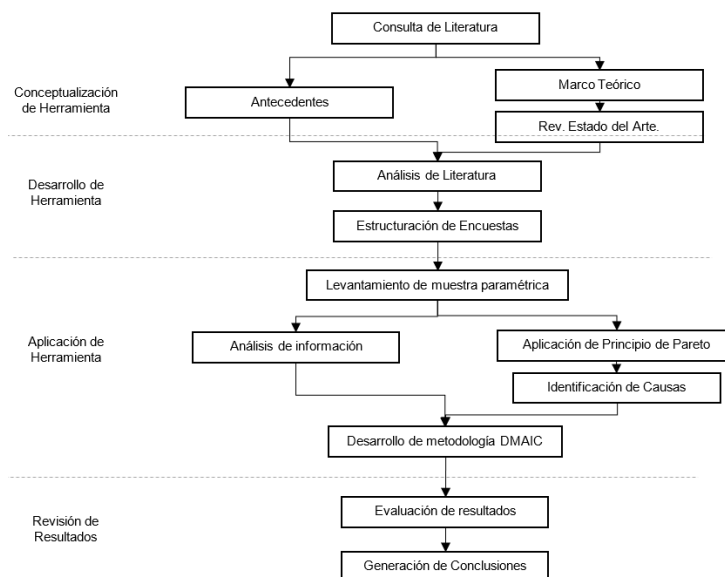 Consulta de Literatura
Conceptualización
de Herramienta
Antecedentes
Marco Teórico
Rev. Estado del Arte.
Desarrollo de
Herramienta
Análisis de Literatura
Estructuración de Encuestas
Levantamiento de muestra paramétrica
Aplicación de
Herramienta
Análisis de información
Aplicación de Principio de Pareto
Identificación de Causas
Desarrollo de metodología DMAIC
Revisión de
Resultados
Evaluación de resultados
Generación de Conclusiones